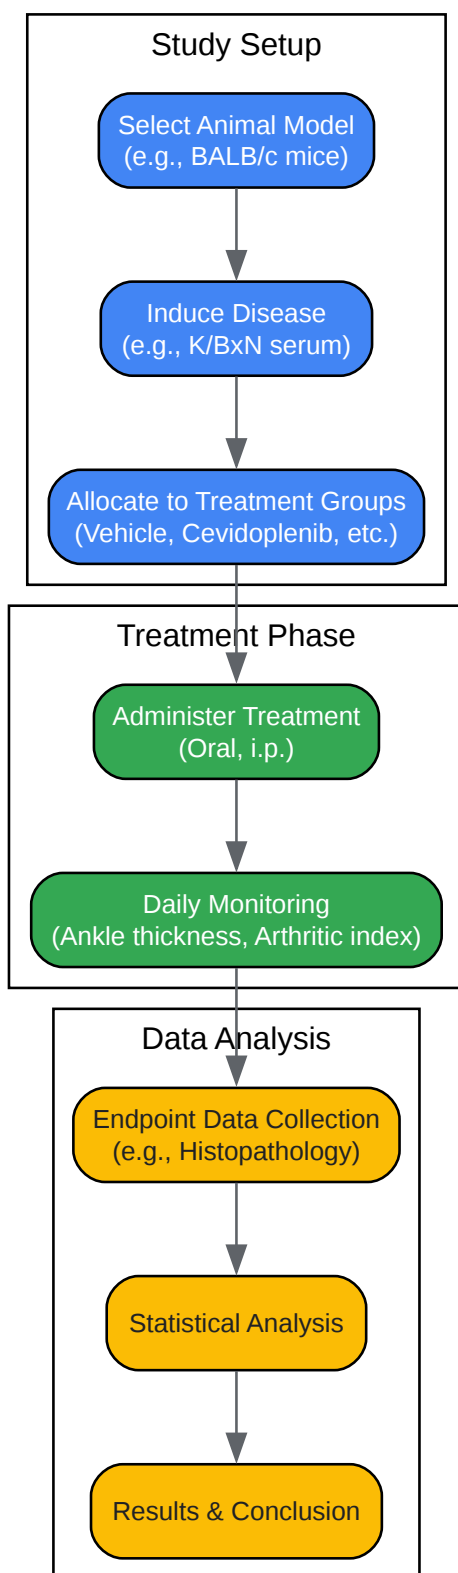 Study Setup
Select Animal Model
(e.g., BALB/c mice)
Induce Disease
(e.g., K/BxN serum)
Allocate to Treatment Groups
(Vehicle, Cevidoplenib, etc.)
Treatment Phase
Administer Treatment
(Oral, i.p.)
Daily Monitoring
(Ankle thickness, Arthritic index)
Data Analysis
Endpoint Data Collection
(e.g., Histopathology)
Statistical Analysis
Results & Conclusion